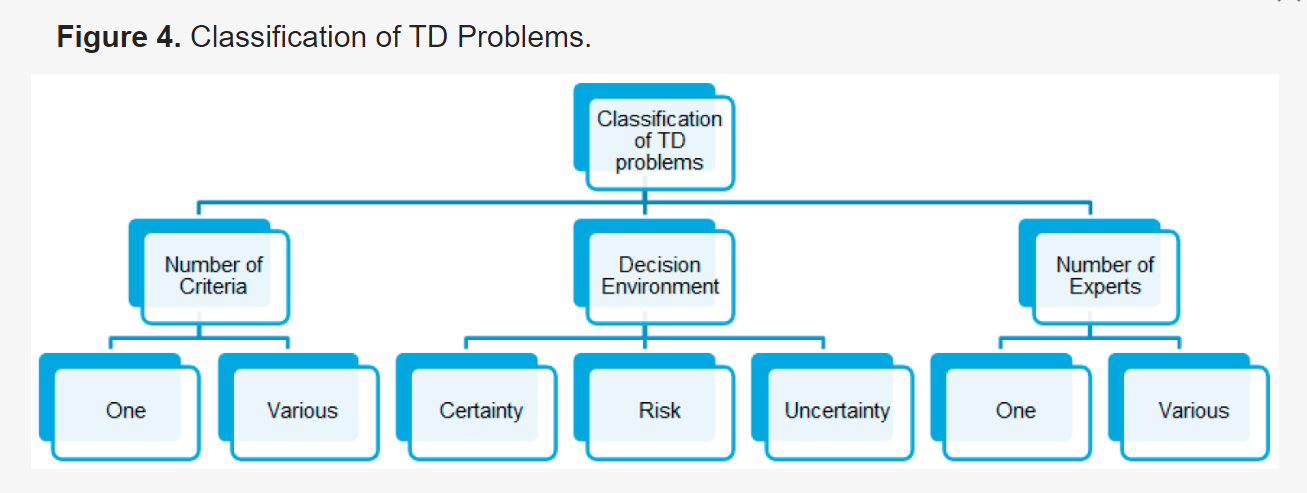 Figure 4. Classification of TD Problems.
Classification
of TD
problems
Number of
Criteria
Decision
Environment
Number of
Experts
One
Various
Certainty
Risk
Uncertainty
One
Various